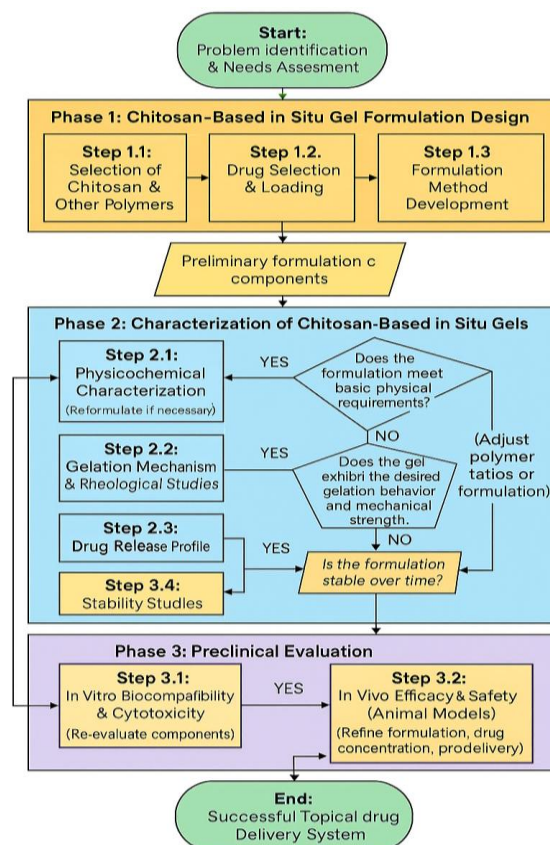 Start:
Problem identification
& Needs Assesment
Phase 1: Chitosan-Based in Situ Gel Formulation Design
Step 1.1:
Selection of
Chitosan &
Other Polymers
Step 1.2.
Drug Selection
& Loading
Step 1.3
Formulation
Method
Development
Preliminary formulation c
components
Phase 2: Characterization of Chitosan-Based in Situ Gels
Step 2.1:
Physicochemical
Characterization
(Reformulate if necessary)
YES
Does the
formulation meet
basic physical
requirements?
NO
(Adjust
polymer
tatios or
formulation)
Step 2.2:
Gelation Mechanism
& Rheological Studies
YES
Does the gel
exhibri the desired
gelation behavior
and mechanical
strength.
NO
Step 2.3:
Drug Release Profile
YES
Is the formulation
stable over time?
Step 3.4:
Stability Studies
Phase 3: Preclinical Evaluation
Step 3.1:
In Vitro Biocompafibility
& Cytotoxicity
(Re-evaluate components)
YES
Step 3.2:
In Vivo Efficacy & Safety
(Animal Models)
(Refine formulation, drug
concentration, prodelivery)
End:
Successful Topical drug
Delivery System